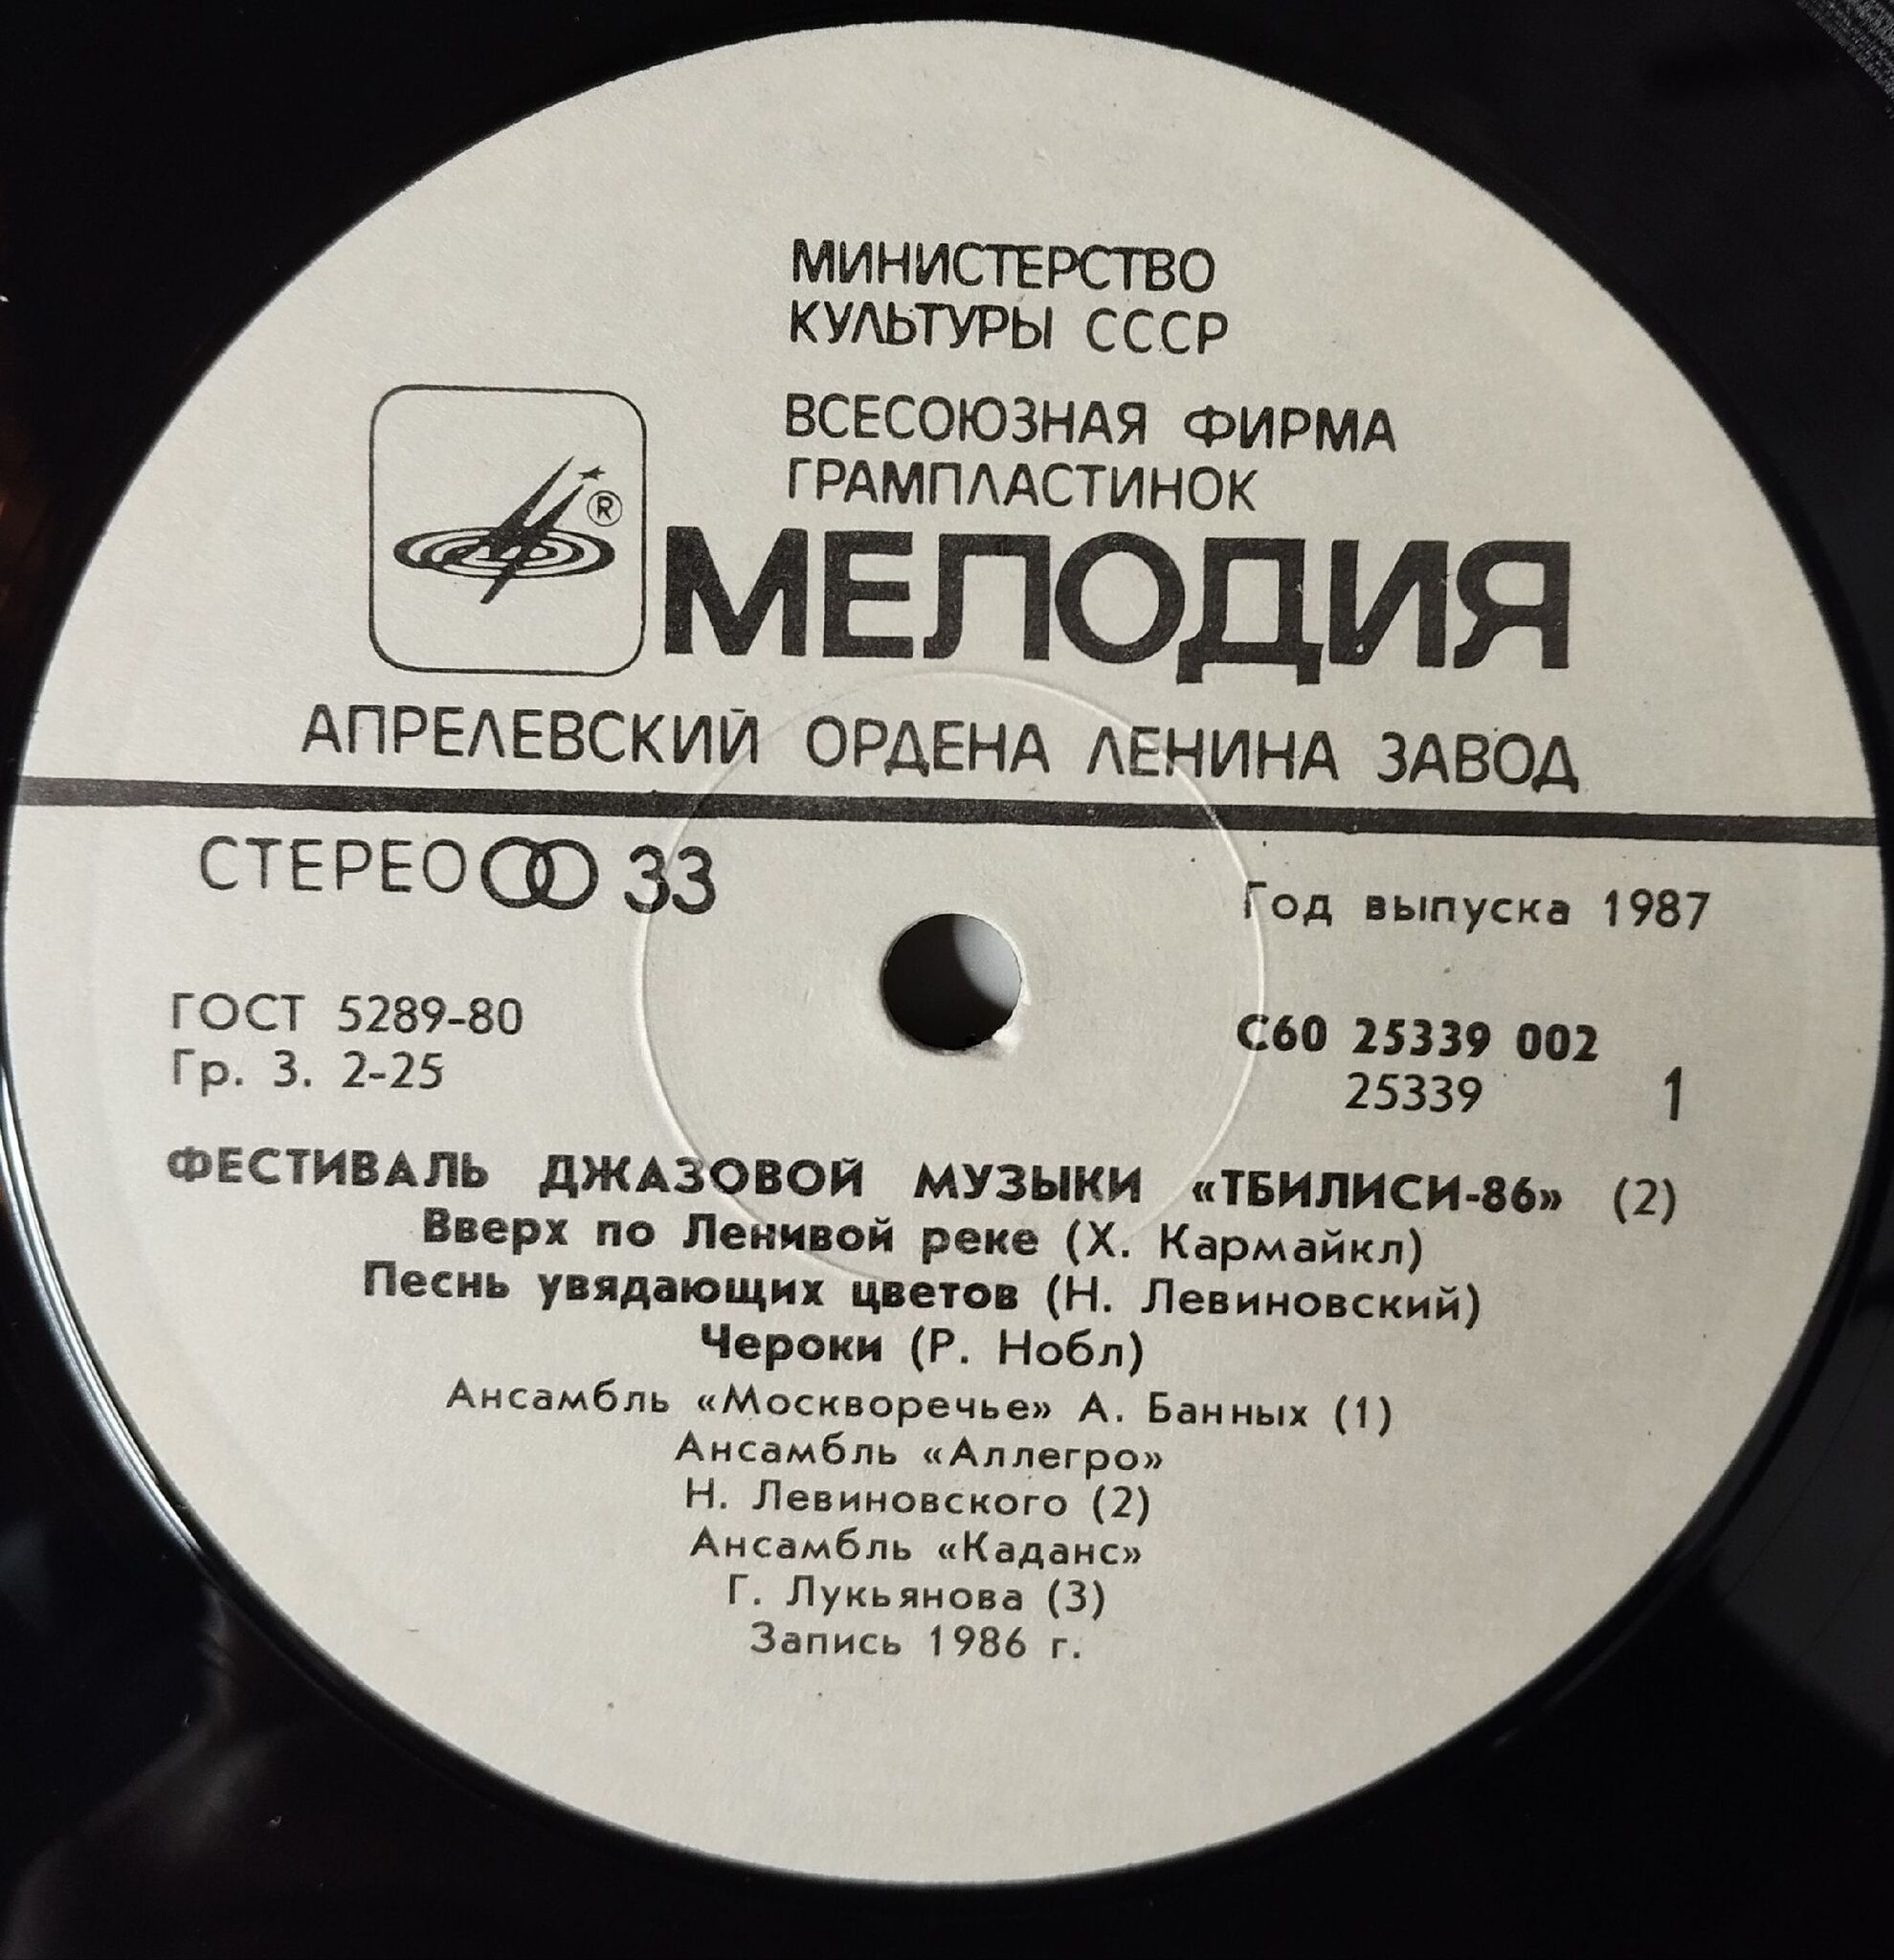 МИНИСТЕРСТВО
КУЛЬТУРЫ СССР
ВСЕСОЮЗНАЯ ФИРМА
ГРАМПЛАСТИНОК
®
МЕЛОДИЯ
АПРЕЛЕВСКИЙ ОРДЕНА ЛЕНИНА ЗАВОД
СТЕРЕО 33
Год выпуска 1987
ГОСТ 5289-80
Гр. 3. 2-25
С60 25339 002
25339 1
ФЕСТИВАЛЬ ДЖАЗОВОЙ МУЗЫКИ «ТБИЛИСИ-86» (2)
Вверх по Ленивой реке (Х. Кармайкл)
Песнь увядающих цветов (Н. Левиновский)
Чероки (Р. Нобл)
Ансамбль «Москворечье» А. Банных (1)
Ансамбль «Аллегро»
Н. Левиновского (2)
Ансамбль «Каданс»
Г. Лукьянова (3)
Запись 1986 г.